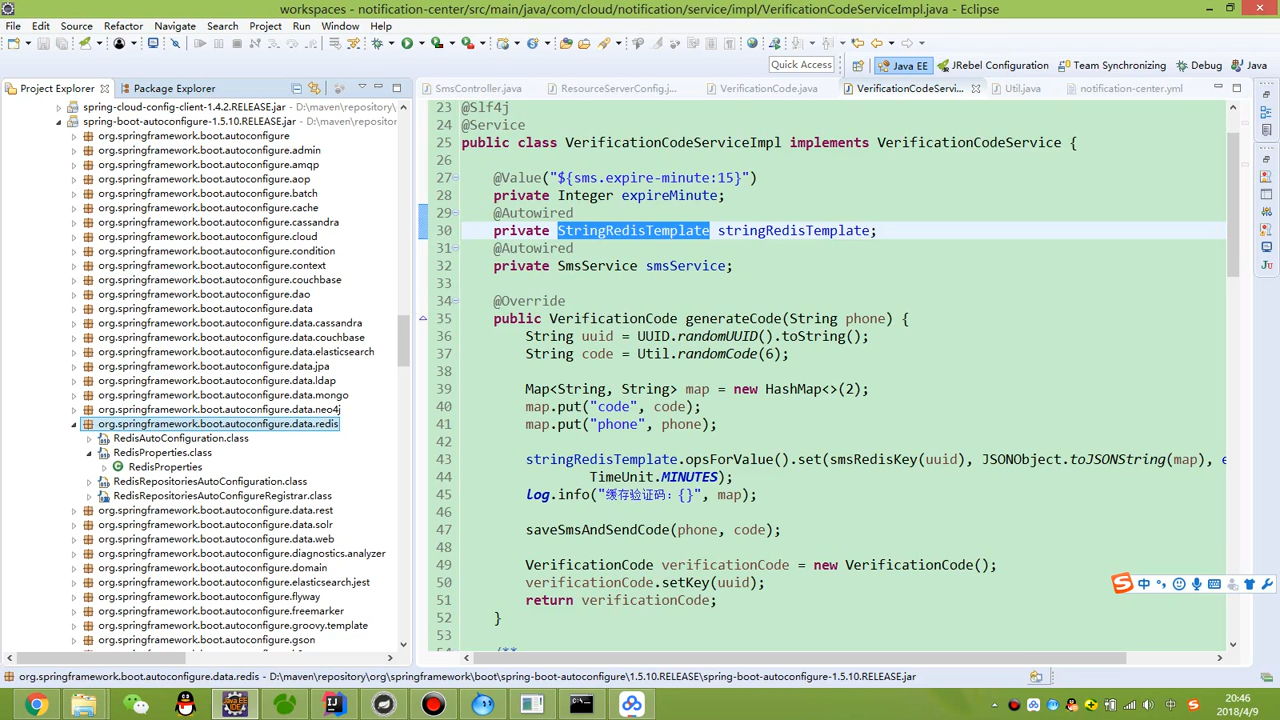 workspaces - notification-center/src/main/java/com/cloud/notification/service/impl/VerificationCodeServiceImpl.java - Eclipse
File Edit Source Refactor Navigate Search Project Run Window Help
Quick Access
Java EE
JRebel Configuration
Team Synchronizing
Debug
Java
Project Explorer
Package Explorer
SmsController.java
ResourceServerConfig.j...
VerificationCode.java
VerificationCodeServi...
Util.java
notification-center.yml
spring-cloud-config-client-1.4.2.RELEASE.jar - D:\maven\repository\
spring-boot-autoconfigure-1.5.10.RELEASE.jar - D:\maven\repositor
org.springframework.boot.autoconfigure
org.springframework.boot.autoconfigure.admin
org.springframework.boot.autoconfigure.amqp
org.springframework.boot.autoconfigure.aop
org.springframework.boot.autoconfigure.batch
org.springframework.boot.autoconfigure.cache
org.springframework.boot.autoconfigure.cassandra
org.springframework.boot.autoconfigure.cloud
org.springframework.boot.autoconfigure.condition
org.springframework.boot.autoconfigure.context
org.springframework.boot.autoconfigure.couchbase
org.springframework.boot.autoconfigure.dao
org.springframework.boot.autoconfigure.data
org.springframework.boot.autoconfigure.data.cassandra
org.springframework.boot.autoconfigure.data.couchbase
org.springframework.boot.autoconfigure.data.elasticsearch
org.springframework.boot.autoconfigure.data.jpa
org.springframework.boot.autoconfigure.data.ldap
org.springframework.boot.autoconfigure.data.mongo
org.springframework.boot.autoconfigure.data.neo4j
org.springframework.boot.autoconfigure.data.redis
RedisAutoConfiguration.class
RedisProperties.class
RedisProperties
RedisRepositoriesAutoConfiguration.class
RedisRepositoriesAutoConfigureRegistrar.class
org.springframework.boot.autoconfigure.data.rest
org.springframework.boot.autoconfigure.data.solr
org.springframework.boot.autoconfigure.data.web
org.springframework.boot.autoconfigure.diagnostics.analyzer
org.springframework.boot.autoconfigure.domain
org.springframework.boot.autoconfigure.elasticsearch.jest
org.springframework.boot.autoconfigure.flyway
org.springframework.boot.autoconfigure.freemarker
org.springframework.boot.autoconfigure.groovy.template
org.springframework.boot.autoconfigure.gson
23 @Slf4j
24 @Service
25 public class VerificationCodeServiceImpl implements VerificationCodeService {
26
27 @Value("${sms.expire-minute:15}")
28 private Integer expireMinute;
29 @Autowired
30 private StringRedisTemplate stringRedisTemplate;
31 @Autowired
32 private SmsService smsService;
33
34 @Override
35 public VerificationCode generateCode(String phone) {
36 String uuid = UUID.randomUUID().toString();
37 String code = Util.randomCode(6);
38
39 Map<String, String> map = new HashMap<>(2);
40 map.put("code", code);
41 map.put("phone", phone);
42
43 stringRedisTemplate.opsForValue().set(smsRedisKey(uuid), JSONObject.toJSONString(map), e
44 TimeUnit.MINUTES);
45 log.info("缓存验证码：{}", map);
46
47 saveSmsAndSendCode(phone, code);
48
49 VerificationCode verificationCode = new VerificationCode();
50 verificationCode.setKey(uuid);
51 return verificationCode;
52 }
53
54 /**
中
org.springframework.boot.autoconfigure.data.redis - D:\maven\repository\org\springframework\boot\spring-boot-autoconfigure\1.5.10.RELEASE\spring-boot-autoconfigure-1.5.10.RELEASE.jar
中
20:46
2018/4/9